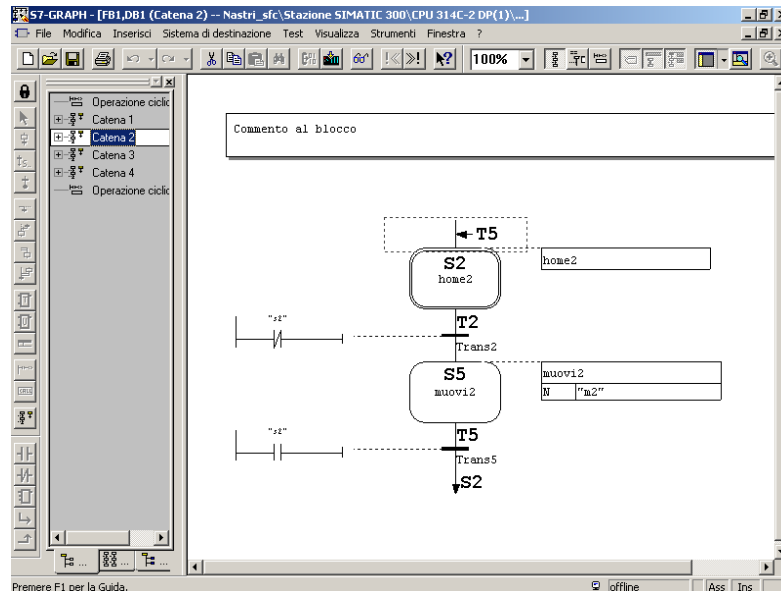 S7-GRAPH - [FB1,DB1 (Catena 2) -- Nastri_sfc\Stazione SIMATIC 300\CPU 314C-2 DP(1)\...]
File Modifica Inserisci Sistema di destinazione Test Visualizza Strumenti Finestra ?
100%
Operazione ciclic
Catena 1
Catena 2
Catena 3
Catena 4
Operazione ciclic
Commento al blocco
T5
S2
home2
home2
"s2"
T2
Trans2
S5
muovi2
muovi2
N "m2"
"s2"
T5
Trans5
S2
Premere F1 per la Guida.
offline
Ass Ins